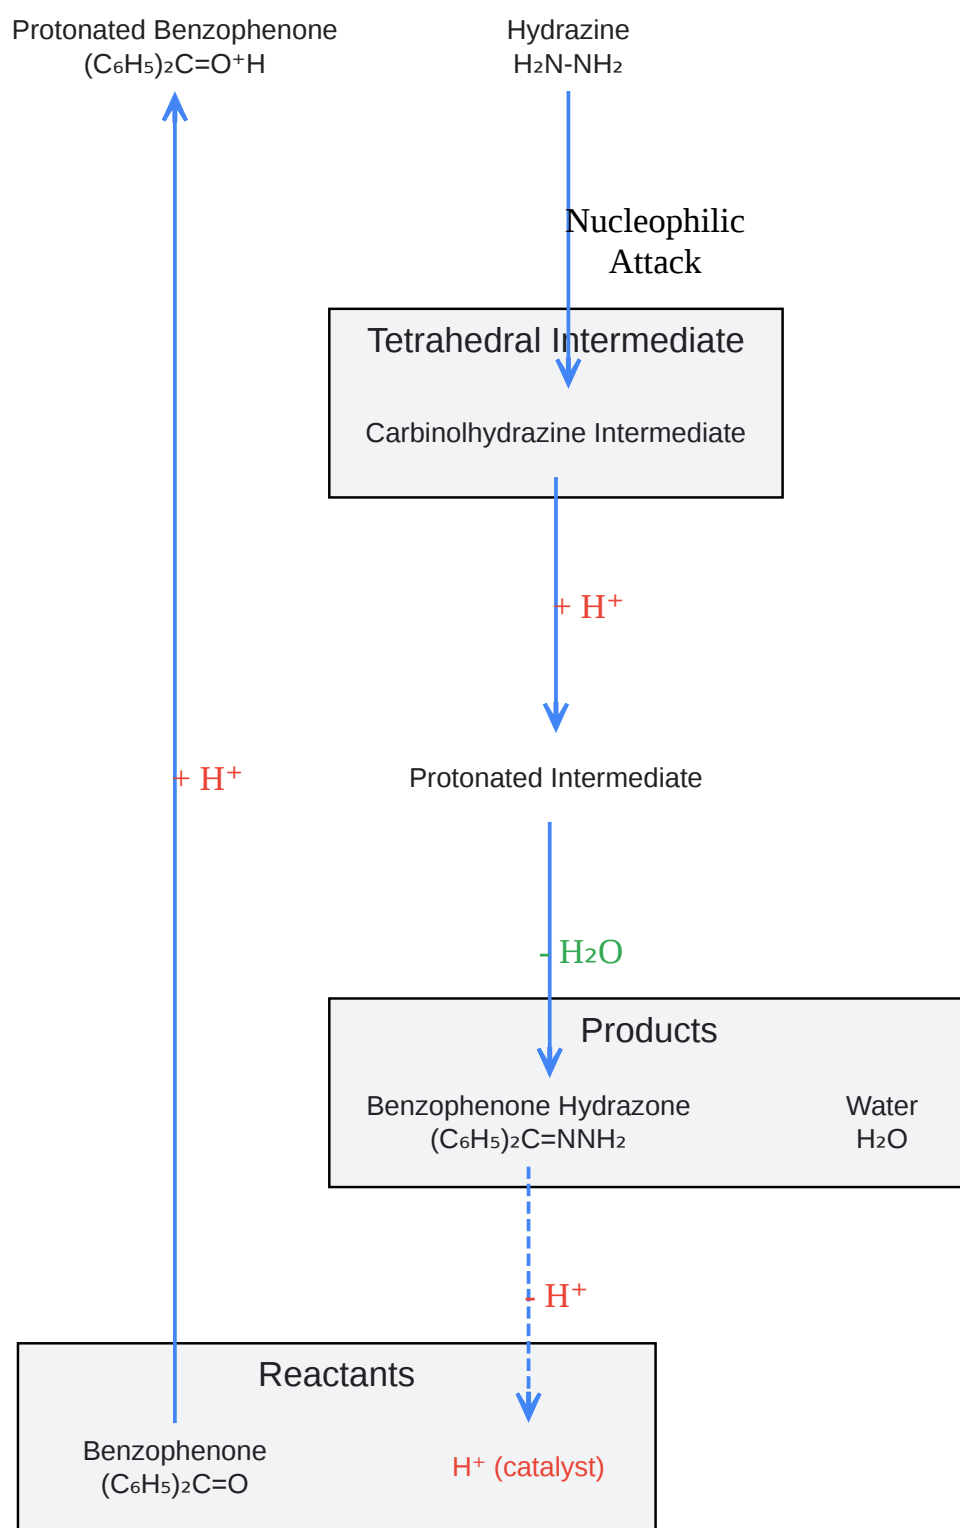 Protonated Benzophenone
(C₆H₅)₂C=O⁺H
Hydrazine
H₂N-NH₂
Nucleophilic
Attack
Tetrahedral Intermediate
Carbinolhydrazine Intermediate
+ H⁺
+ H⁺
Protonated Intermediate
- H₂O
Products
Benzophenone Hydrazone
(C₆H₅)₂C=NNH₂
Water
H₂O
- H⁺
Reactants
Benzophenone
(C₆H₅)₂C=O
H⁺ (catalyst)